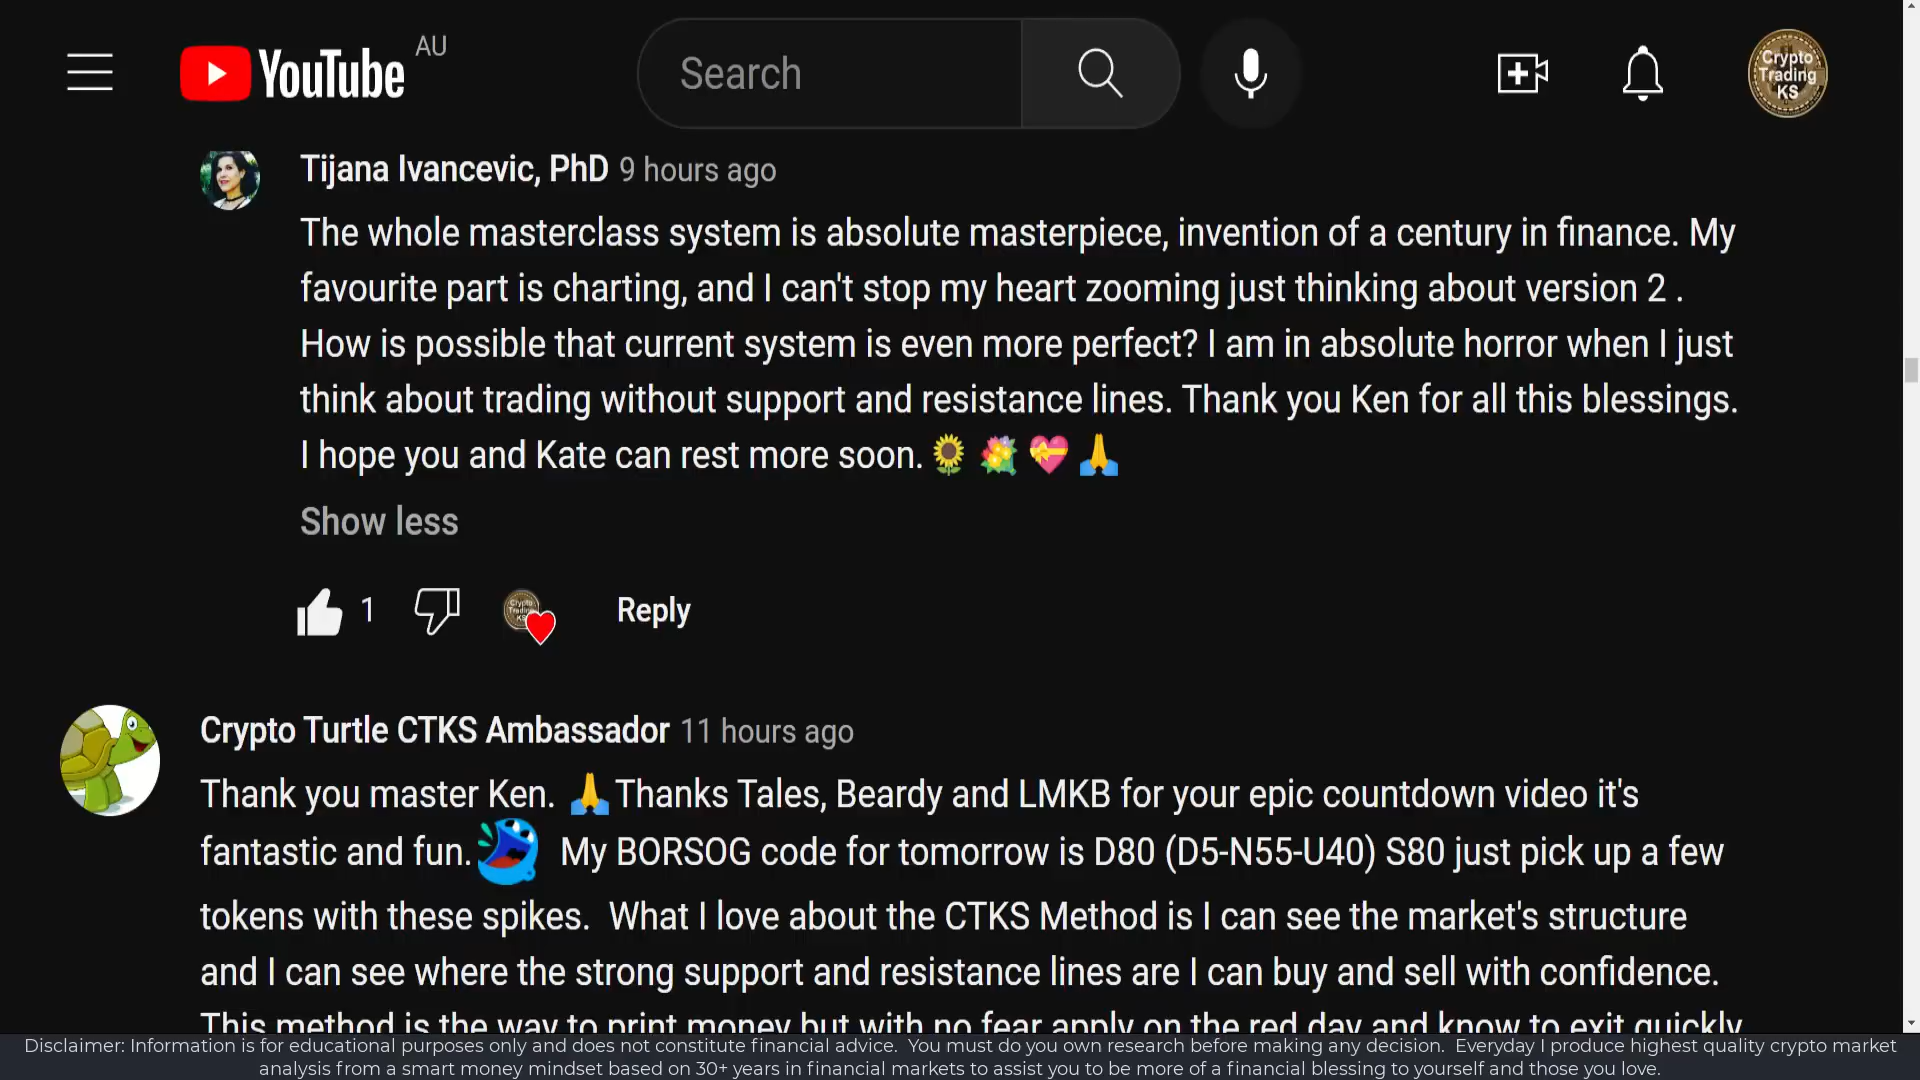 YouTube AU
Search
Crypto
Trading
KS
Tijana Ivancevic, PhD 9 hours ago
The whole masterclass system is absolute masterpiece, invention of a century in finance. My
favourite part is charting, and I can't stop my heart zooming just thinking about version 2 .
How is possible that current system is even more perfect? I am in absolute horror when I just
think about trading without support and resistance lines. Thank you Ken for all this blessings.
I hope you and Kate can rest more soon.🌻 💐 💝 🙏
Show less
1
Reply
Crypto Turtle CTKS Ambassador 11 hours ago
Thank you master Ken. 🙏Thanks Tales, Beardy and LMKB for your epic countdown video it's
fantastic and fun. My BORSOG code for tomorrow is D80 (D5-N55-U40) S80 just pick up a few
tokens with these spikes. What I love about the CTKS Method is I can see the market's structure
and I can see where the strong support and resistance lines are I can buy and sell with confidence.
This method is the way to print money but with no fear apply on the red day and know to exit quickly
Disclaimer: Information is for educational purposes only and does not constitute financial advice. You must do you own research before making any decision. Everyday I produce highest quality crypto market
analysis from a smart money mindset based on 30+ years in financial markets to assist you to be more of a financial blessing to yourself and those you love.